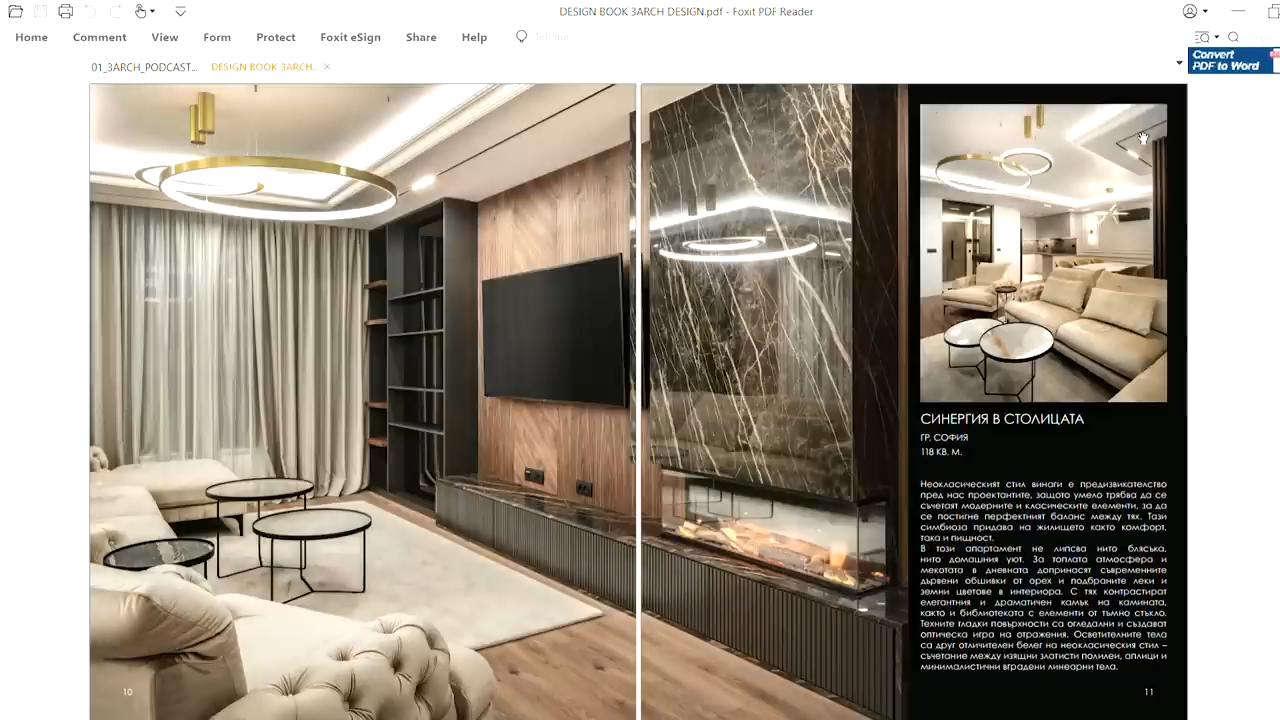 DESIGN BOOK 3ARCH DESIGN.pdf - Foxit PDF Reader
Home Comment View Form Protect Foxit eSign Share Help Tell me
Convert
PDF to Word
01_3ARCH_PODCAST... DESIGN BOOK 3ARCH...
СИНЕРГИЯ В СТОЛИЦАТА
ГР. СОФИЯ
118 КВ. М.
Неокласическият стил винаги е предизвикателство
пред нас проектантите, защото умело трябва да се
съчетаят модерните и класическите елементи, за да
се постигне перфектният баланс между тях. Тази
симбиоза придава на жилището както комфорт,
така и пищност.
В този апартамент не липсва нито блясъка,
нито домашния уют. За топлата атмосфера и
мекотата в дневната допринасят съвременните
дървени обшивки от орех и подбраните леки и
земни цветове в интериора. С тях контрастират
елегантния и драматичен камък на камината,
както и библиотеката с елементи от тъмно стъкло.
Техните гладки повърхности са огледални и създават
оптическа игра на отражения. Осветителните тела
са друг отличителен белег на неокласическия стил –
съчетание между изящни златисти полилеи, аплици и
минималистични вградени линеарни тела.
10
11